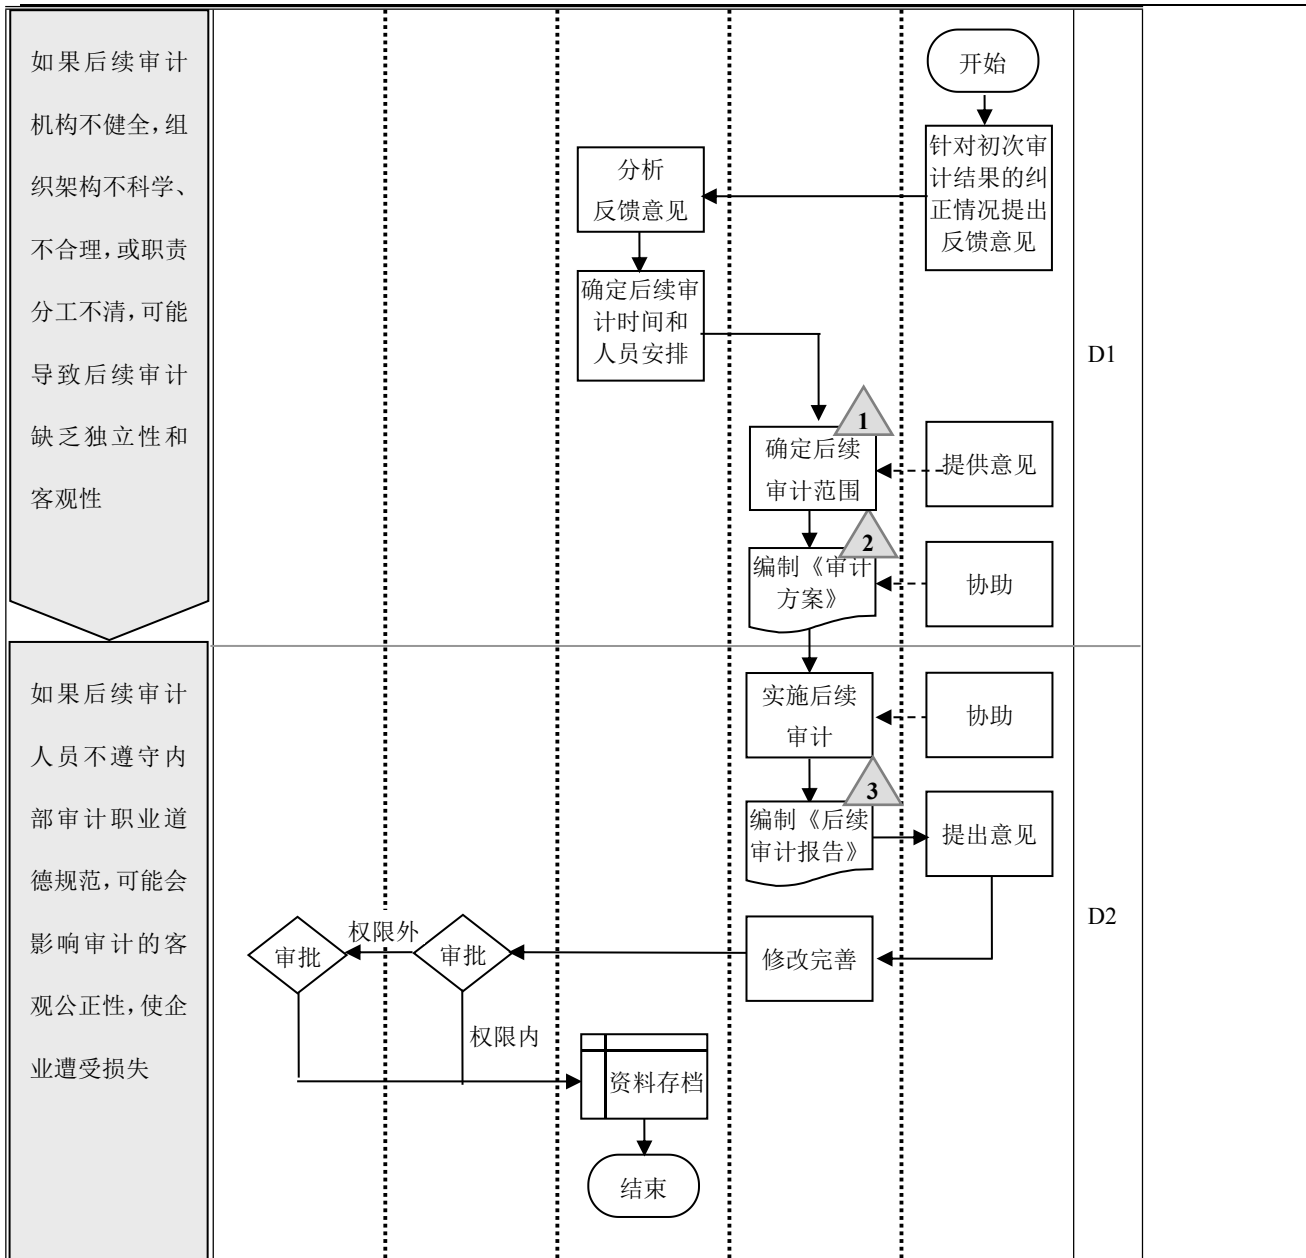 如果后续审计
机构不健全，组
织架构不科学、
不合理，或职责
分工不清，可能
导致后续审计
缺乏独立性和
客观性
开始
针对初次审
计结果的纠
正情况提出
反馈意见
分析
反馈意见
确定后续审
计时间和
人员安排
D1
1
确定后续
审计范围
提供意见
2
编制《审计
方案》
协助
如果后续审计
人员不遵守内
部审计职业道
德规范，可能会
影响审计的客
观公正性，使企
业遭受损失
实施后续
审计
协助
3
编制《后续
审计报告》
提出意见
D2
修改完善
审批
权限外
审批
权限内
资料存档
结束